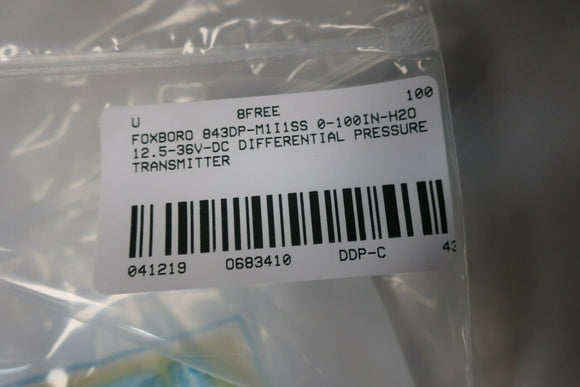 U 8FREE 100
FOXBORO 843DP-M1I1SS 0-100IN-H2O
12.5-36V-DC DIFFERENTIAL PRESSURE
TRANSMITTER
041219 0683410 DDP-C 43